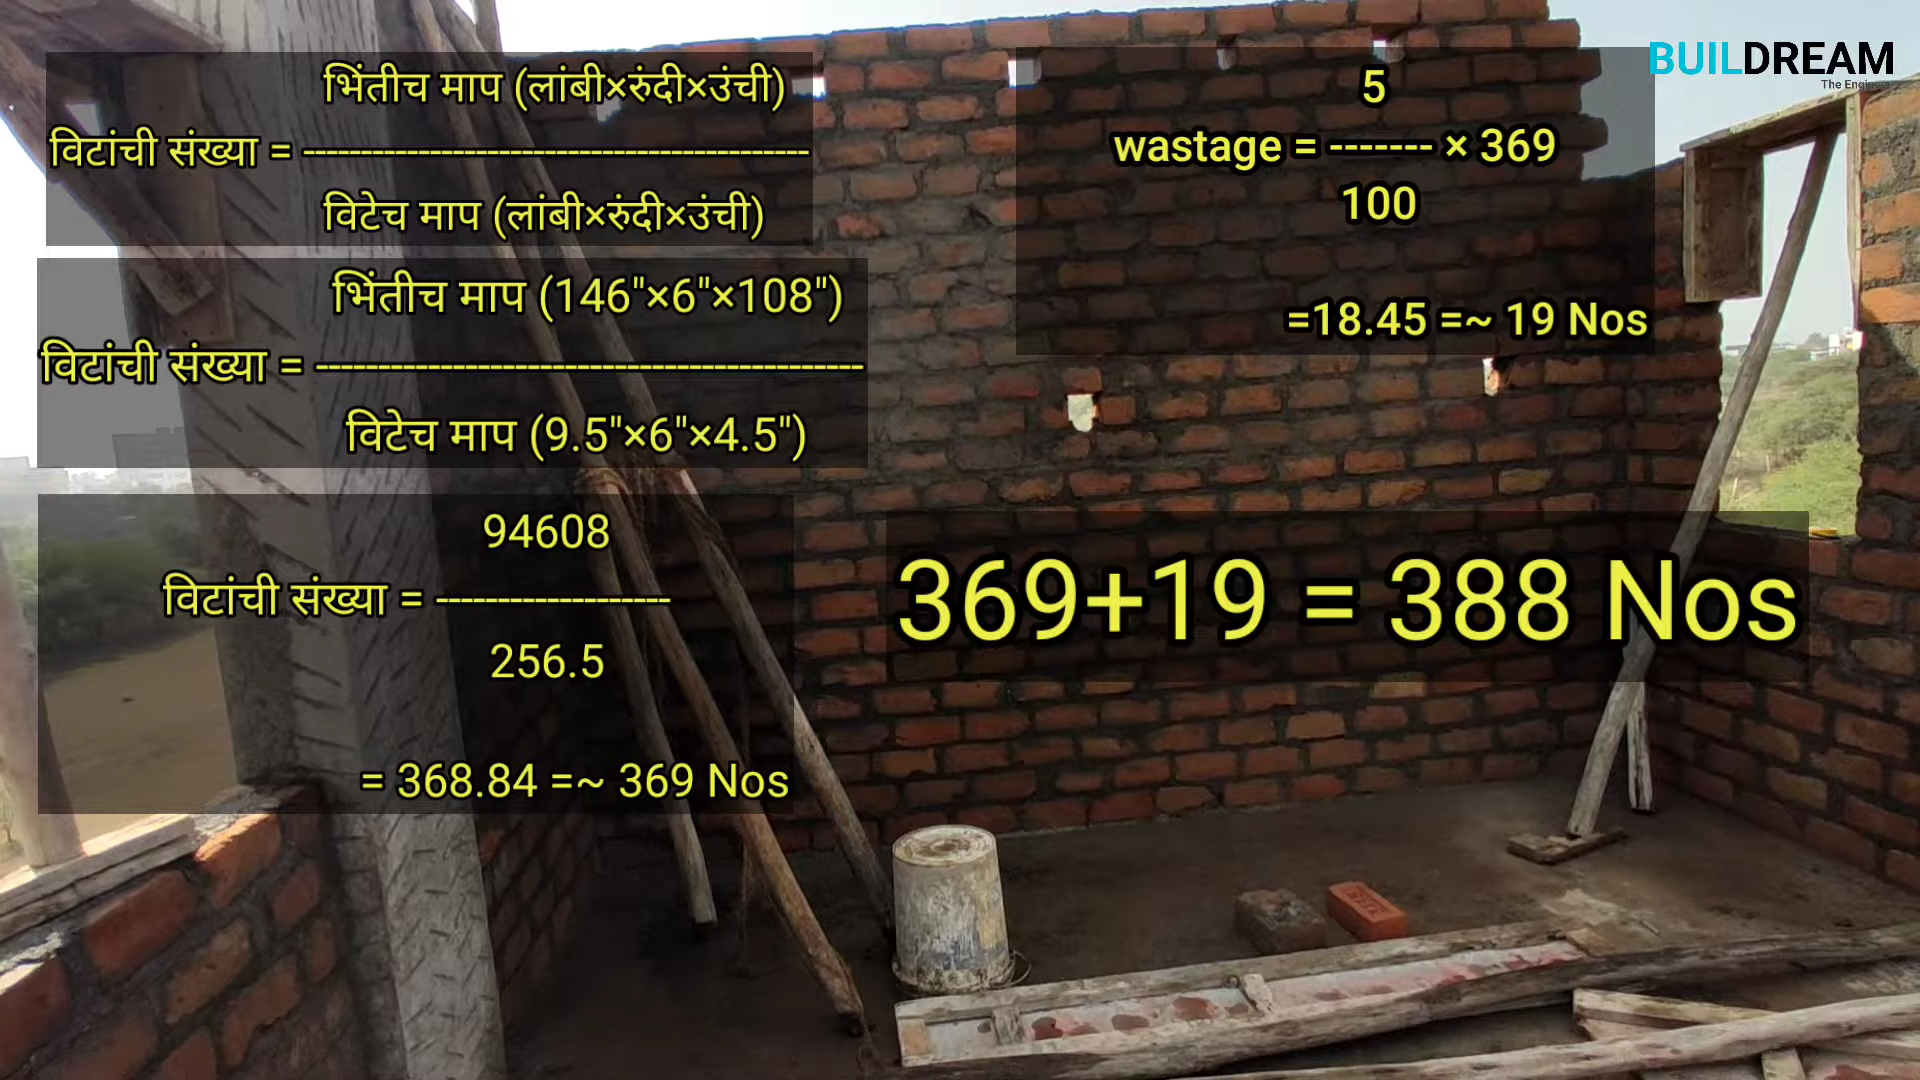 भिंतीच माप (लांबी×रुंदी×उंची)
विटांची संख्या = --------------------------------------------
विटेच माप (लांबी×रुंदी×उंची)
भिंतीच माप (146"×6"×108")
विटांची संख्या = --------------------------------------------
विटेच माप (9.5"×6"×4.5")
94608
विटांची संख्या = --------------------
256.5
= 368.84 =~ 369 Nos
BUILDREAM
The
5
wastage = ------- × 369
100
=18.45 =~ 19 Nos
369+19 = 388 Nos